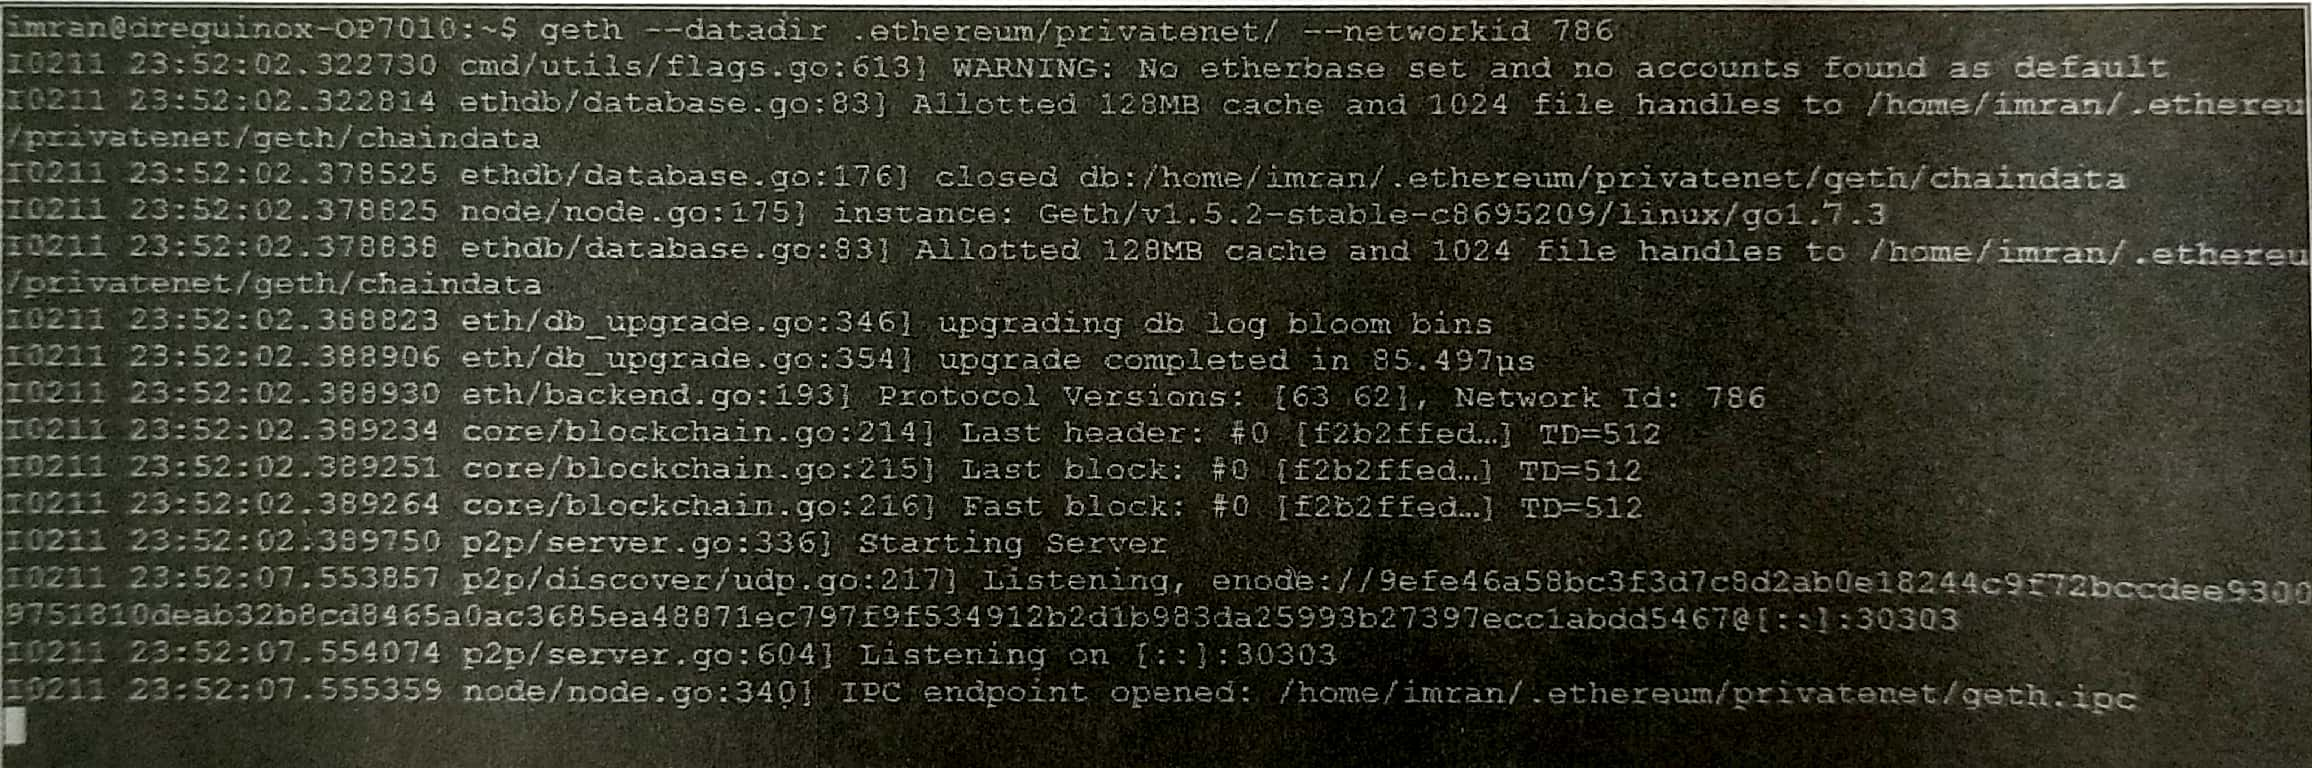 imran@drequinox-OP7010:~$ geth --datadir .ethereum/privatenet/ --networkid 786
I0211 23:52:02.322730 cmd/utils/flags.go:613] WARNING: No etherbase set and no accounts found as default
I0211 23:52:02.322814 ethdb/database.go:83] Allotted 128MB cache and 1024 file handles to /home/imran/.ethereu
/privatenet/geth/chaindata
I0211 23:52:02.378525 ethdb/database.go:176] closed db:/home/imran/.ethereum/privatenet/geth/chaindata
I0211 23:52:02.378825 node/node.go:175] instance: Geth/v1.5.2-stable-c8695209/linux/go1.7.3
I0211 23:52:02.378838 ethdb/database.go:83] Allotted 128MB cache and 1024 file handles to /home/imran/.ethereu
/privatenet/geth/chaindata
I0211 23:52:02.388823 eth/db_upgrade.go:346] upgrading db log bloom bins
I0211 23:52:02.388906 eth/db_upgrade.go:354] upgrade completed in 85.497µs
I0211 23:52:02.388930 eth/backend.go:193] Protocol Versions: [63 62], Network Id: 786
I0211 23:52:02.389234 core/blockchain.go:214] Last header: #0 [f2b2ffed…] TD=512
I0211 23:52:02.389251 core/blockchain.go:215] Last block: #0 [f2b2ffed…] TD=512
I0211 23:52:02.389264 core/blockchain.go:216] Fast block: #0 [f2b2ffed…] TD=512
I0211 23:52:02.389750 p2p/server.go:336] Starting Server
I0211 23:52:07.553857 p2p/discover/udp.go:217] Listening, enode://9efe46a58bc3f3d7c8d2ab0e18244c9f72bccdee9300
9751810deab32b8cd8465a0ac3685ea48871ec797f9f534912b2d1b983da25993b27397ecc1abdd5467@[::]:30303
I0211 23:52:07.554074 p2p/server.go:604] Listening on [::]:30303
I0211 23:52:07.555359 node/node.go:340] IPC endpoint opened: /home/imran/.ethereum/privatenet/geth.ipc